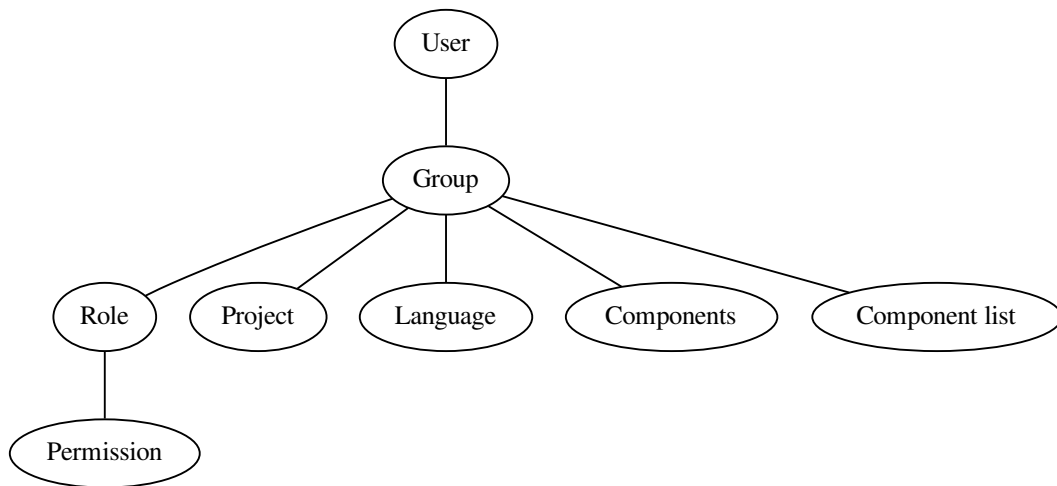 User
Group
Role
Project
Language
Components
Component list
Permission